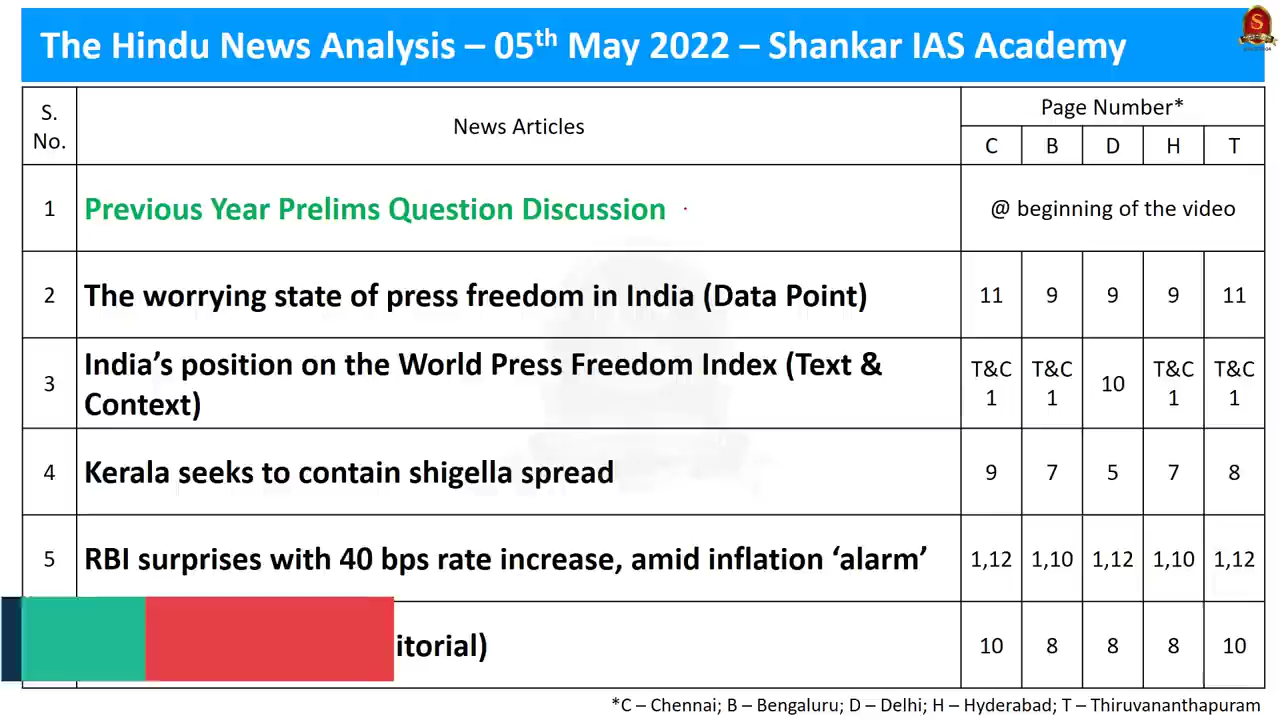 The Hindu News Analysis – 05th May 2022 – Shankar IAS Academy
S. No.
News Articles
Page Number*
C B D H T
1 Previous Year Prelims Question Discussion @ beginning of the video
2 The worrying state of press freedom in India (Data Point) 11 9 9 9 11
3 India’s position on the World Press Freedom Index (Text & Context) T&C 1 T&C 1 10 T&C 1 T&C 1
4 Kerala seeks to contain shigella spread 9 7 5 7 8
5 RBI surprises with 40 bps rate increase, amid inflation ‘alarm’ 1,12 1,10 1,12 1,10 1,12
itorial) 10 8 8 8 10
*C – Chennai; B – Bengaluru; D – Delhi; H – Hyderabad; T – Thiruvananthapuram